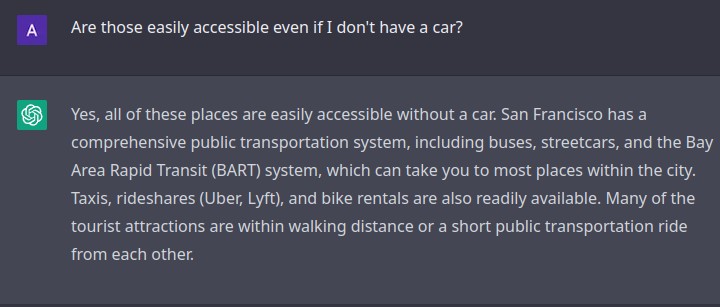 A
Are those easily accessible even if I don't have a car?
Yes, all of these places are easily accessible without a car. San Francisco has a
comprehensive public transportation system, including buses, streetcars, and the Bay
Area Rapid Transit (BART) system, which can take you to most places within the city.
Taxis, rideshares (Uber, Lyft), and bike rentals are also readily available. Many of the
tourist attractions are within walking distance or a short public transportation ride
from each other.